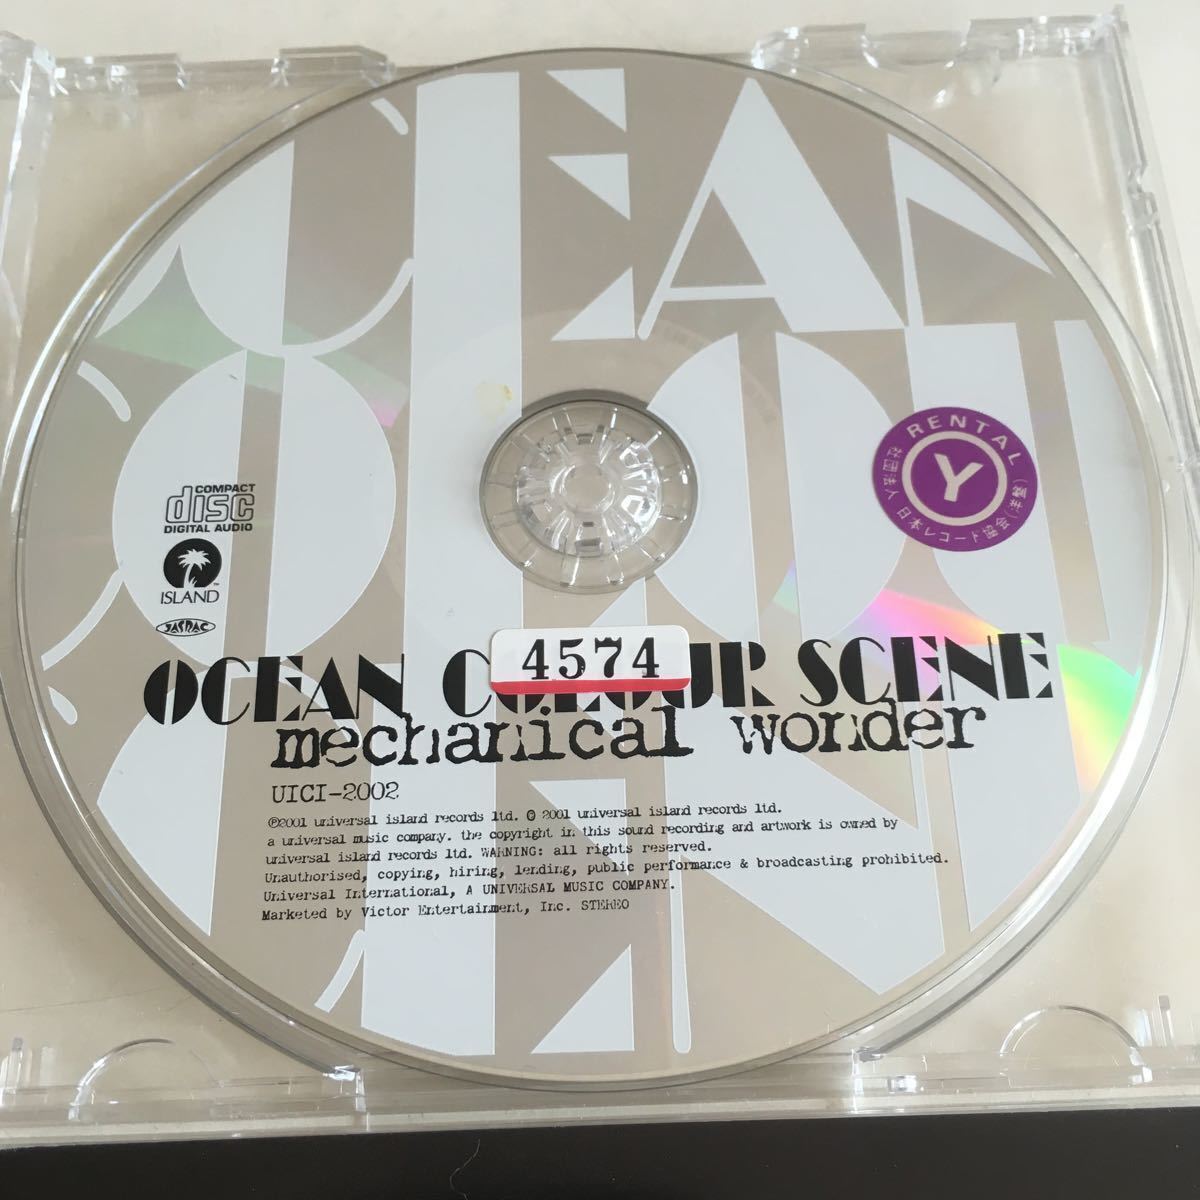 RENTAL
Y
社団法人 日本レコード協会(洋盤)
COMPACT
disc
DIGITAL AUDIO
ISLAND
JASRAC
4574
OCEAN COLOUR SCENE
mechanical wonder
UICI-2002
℗2001 universal island records ltd. © 2001 universal island records ltd.
a universal music company. the copyright in this sound recording and artwork is owned by
universal island records ltd. WARNING: all rights reserved.
Unauthorised, copying, hiring, lending, public performance & broadcasting prohibited.
Universal International, A UNIVERSAL MUSIC COMPANY.
Marketed by Victor Entertainment, Inc. STEREO